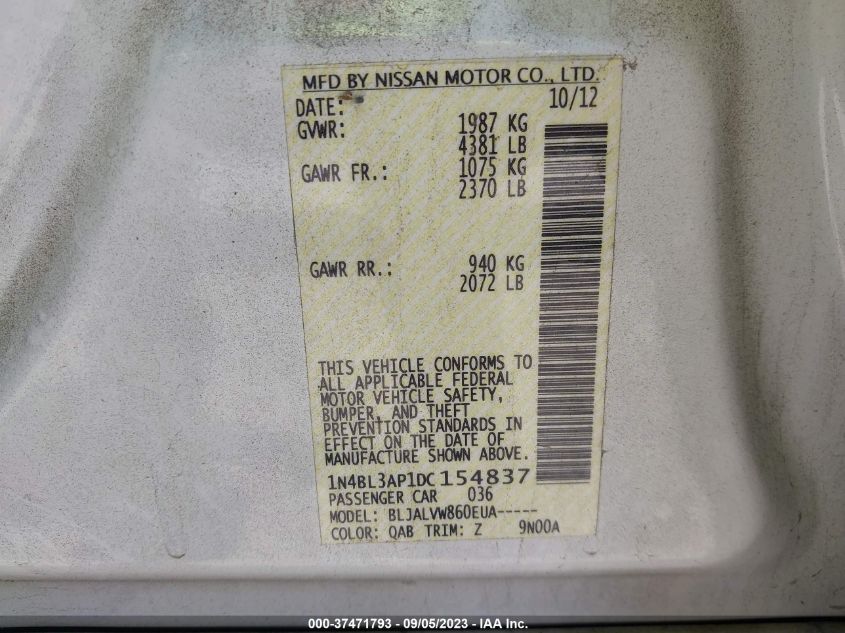 MFD BY NISSAN MOTOR CO., LTD.
DATE: 10/12
GVWR: 1987 KG
4381 LB
GAWR FR.: 1075 KG
2370 LB
GAWR RR.: 940 KG
2072 LB
THIS VEHICLE CONFORMS TO
ALL APPLICABLE FEDERAL
MOTOR VEHICLE SAFETY,
BUMPER, AND THEFT
PREVENTION STANDARDS IN
EFFECT ON THE DATE OF
MANUFACTURE SHOWN ABOVE.
1N4BL3AP1DC154837
PASSENGER CAR 036
MODEL: BLJALVW860EUA-----
COLOR: QAB TRIM: Z 9N00A
000-37471793 - 09/05/2023 - IAA Inc.